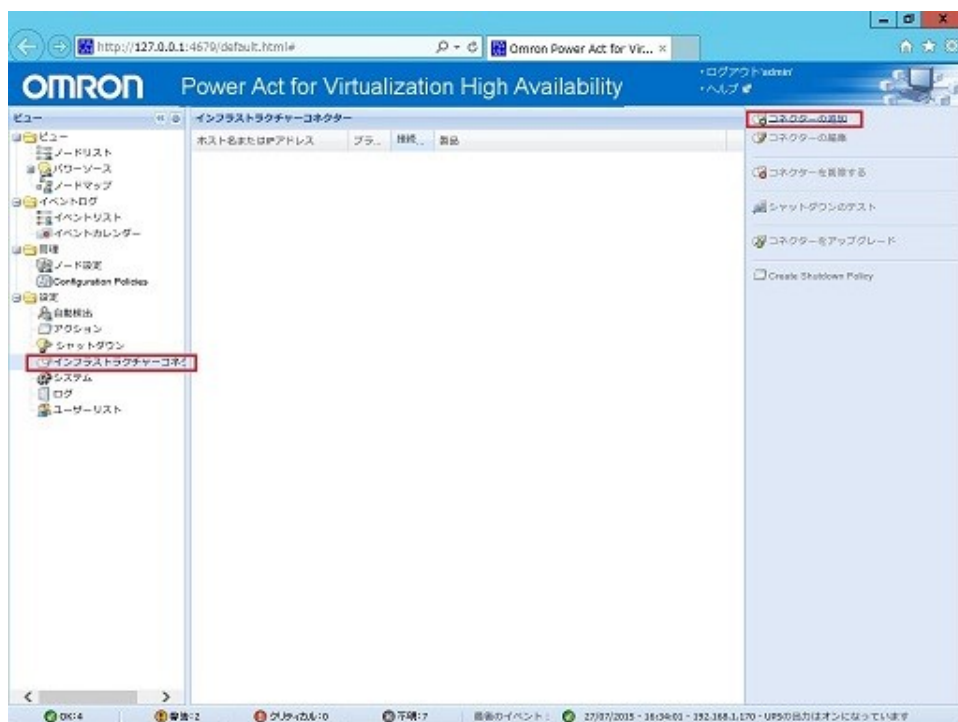 http://127.0.0.1:4679/default.html#
Omron Power Act for Vir...
OMRON
Power Act for Virtualization High Availability
・ログアウト'admin'
・ヘルプ
ビュー
ビュー
ノードリスト
パワーソース
ノードマップ
イベントログ
イベントリスト
イベントカレンダー
管理
ノード設定
Configuration Policies
設定
自動検出
アクション
シャットダウン
インフラストラクチャーコネク
システム
ログ
ユーザーリスト
インフラストラクチャーコネクター
ホスト名またはIPアドレス
プラ...
接続...
製品
コネクターの追加
コネクターの編集
コネクターを削除する
シャットダウンのテスト
コネクターをアップグレード
Create Shutdown Policy
OK:4
警告:2
クリティカル:0
不明:7
最後のイベント:
27/07/2015 - 16:34:01 - 192.168.1.170 - UPSの出力はオンになっています